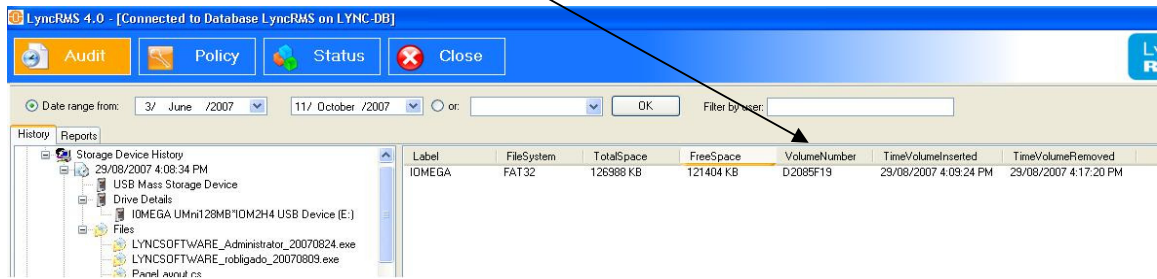 LyncRMS 4.0 - [Connected to Database LyncRMS on LYNC-DB]
Audit Policy Status Close
Date range from: 3/ June /2007 11/ October /2007 or: OK Filter by user:
History Reports
Storage Device History
29/08/2007 4:08:34 PM
USB Mass Storage Device
Drive Details
IOMEGA UMni128MB*IOM2H4 USB Device (E:)
Files
LYNCSOFTWARE_Administrator_20070824.exe
LYNCSOFTWARE_robligado_20070809.exe
PageLayout.cs
Label FileSystem TotalSpace FreeSpace VolumeNumber TimeVolumeInserted TimeVolumeRemoved
IOMEGA FAT32 126988 KB 121404 KB D2085F19 29/08/2007 4:09:24 PM 29/08/2007 4:17:20 PM